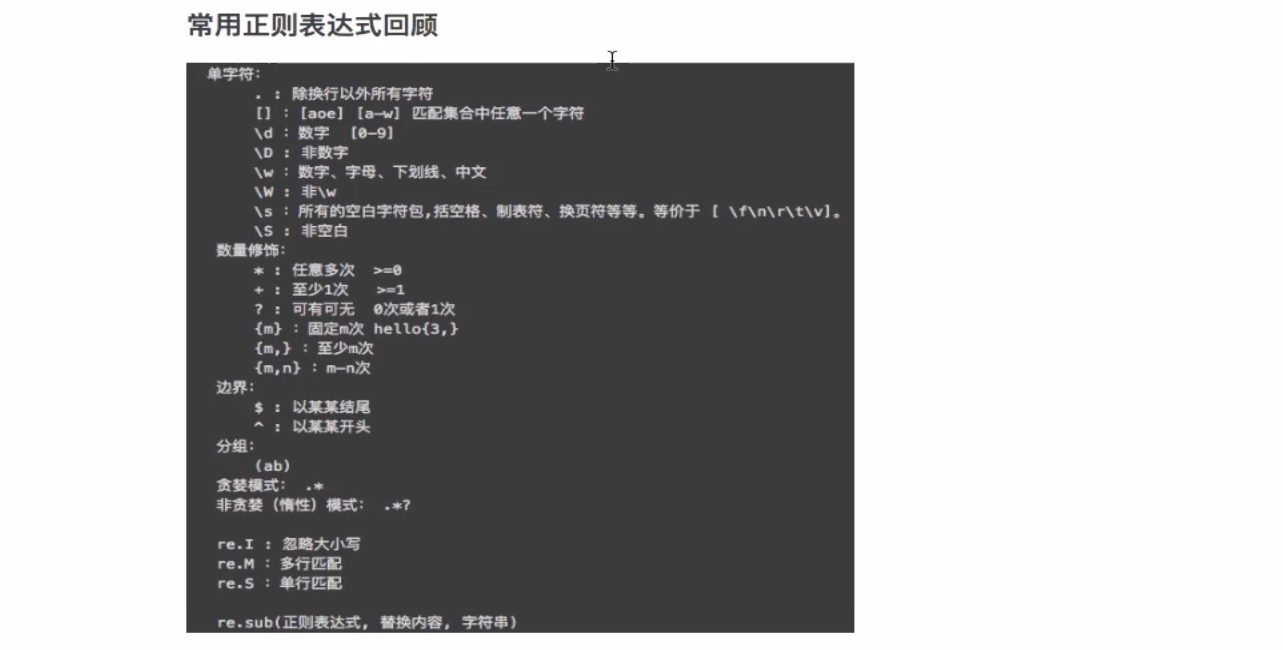 常用正则表达式回顾
单字符:
. : 除换行以外所有字符
[] : [aoe] [a-w] 匹配集合中任意一个字符
\d : 数字 [0-9]
\D : 非数字
\w : 数字、字母、下划线、中文
\W : 非\w
\s : 所有的空白字符包,括空格、制表符、换页符等等。等价于 [ \f\n\r\t\v]。
\S : 非空白
数量修饰:
* : 任意多次 >=0
+ : 至少1次 >=1
? : 可有可无 0次或者1次
{m} : 固定m次 hello{3,}
{m,} : 至少m次
{m,n} : m-n次
边界:
$ : 以某某结尾
^ : 以某某开头
分组:
(ab)
贪婪模式: .*
非贪婪（惰性）模式: .*?
re.I : 忽略大小写
re.M : 多行匹配
re.S : 单行匹配
re.sub(正则表达式, 替换内容, 字符串)